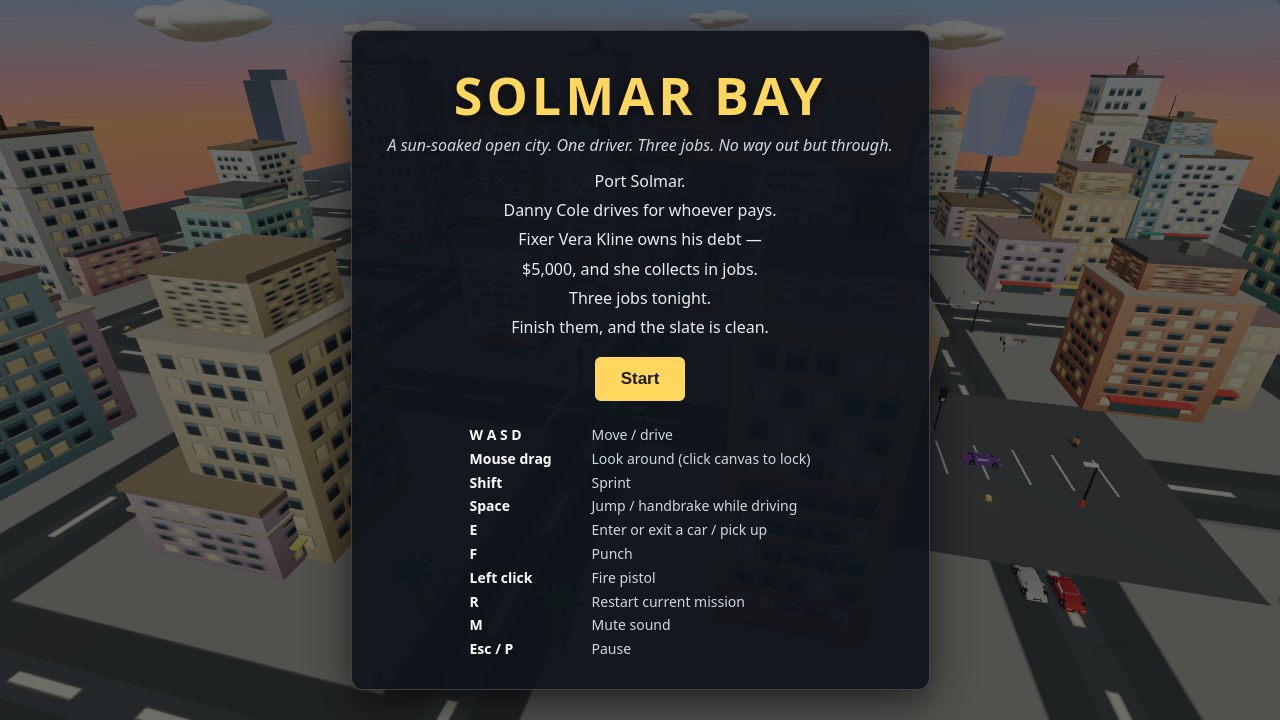 SOLMAR BAY
A sun-soaked open city. One driver. Three jobs. No way out but through.
Port Solmar.
Danny Cole drives for whoever pays.
Fixer Vera Kline owns his debt —
$5,000, and she collects in jobs.
Three jobs tonight.
Finish them, and the slate is clean.
Start
W A S D Move / drive
Mouse drag Look around (click canvas to lock)
Shift Sprint
Space Jump / handbrake while driving
E Enter or exit a car / pick up
F Punch
Left click Fire pistol
R Restart current mission
M Mute sound
Esc / P Pause